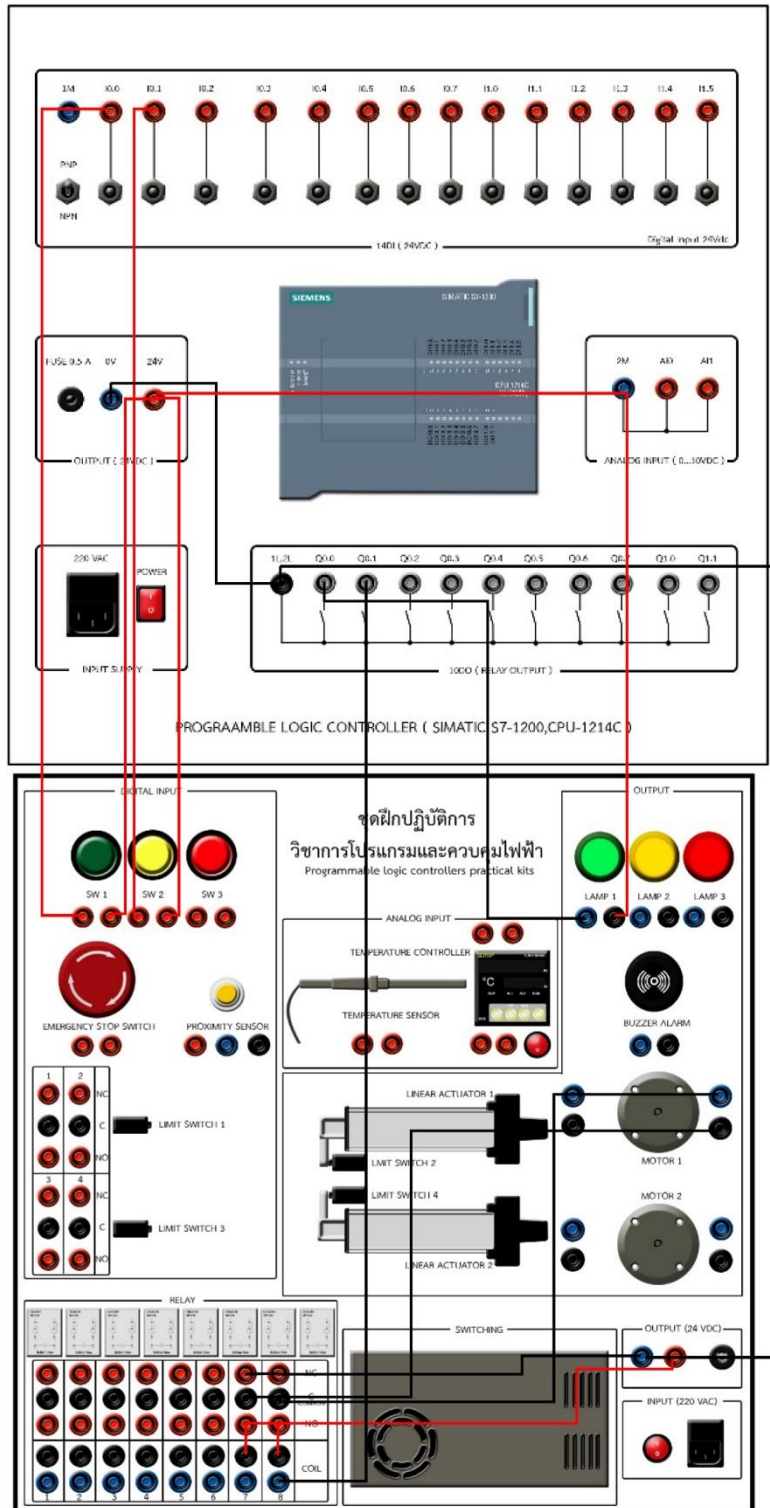 1M I0.0 I0.1 I0.2 I0.3 I0.4 I0.5 I0.6 I0.7 I1.0 I1.1 I1.2 I1.3 I1.4 I1.5
PNP
NPN
Digital Input 24Vdc
14DI ( 24VDC )
SIEMENS
SIMATIC S7-1200
CPU 1214C
FUSE 0.5 A 0V 24V
OUTPUT ( 24VDC )
2M AI0 AI1
ANALOG INPUT ( 0...10VDC )
220 VAC
POWER
INPUT SUPPLY
1L,2L Q0.0 Q0.1 Q0.2 Q0.3 Q0.4 Q0.5 Q0.6 Q0.7 Q1.0 Q1.1
10DO ( RELAY OUTPUT )
PROGRAAMBLE LOGIC CONTROLLER ( SIMATIC S7-1200,CPU-1214C )
DIGITAL INPUT
SW 1 SW 2 SW 3
ชุดฝึกปฏิบัติการ
วิชาการโปรแกรมและควบคุมไฟฟ้า
Programmable logic controllers practical kits
OUTPUT
LAMP 1 LAMP 2 LAMP 3
ANALOG INPUT
TEMPERATURE CONTROLLER
°C
TEMPERATURE SENSOR
EMERGENCY STOP SWITCH
PROXIMITY SENSOR
BUZZER ALARM
1 2
NC
C
NO
LIMIT SWITCH 1
3 4
NC
C
NO
LIMIT SWITCH 3
LINEAR ACTUATOR 1
LMIT SWITCH 2
LIMIT SWITCH 4
LINEAR ACTUATOR 2
MOTOR 1
MOTOR 2
RELAY
NC
C
NO
COIL
1 2 3 4 5 6 7 8
SWITCHING
OUTPUT (24 VDC)
INPUT (220 VAC)